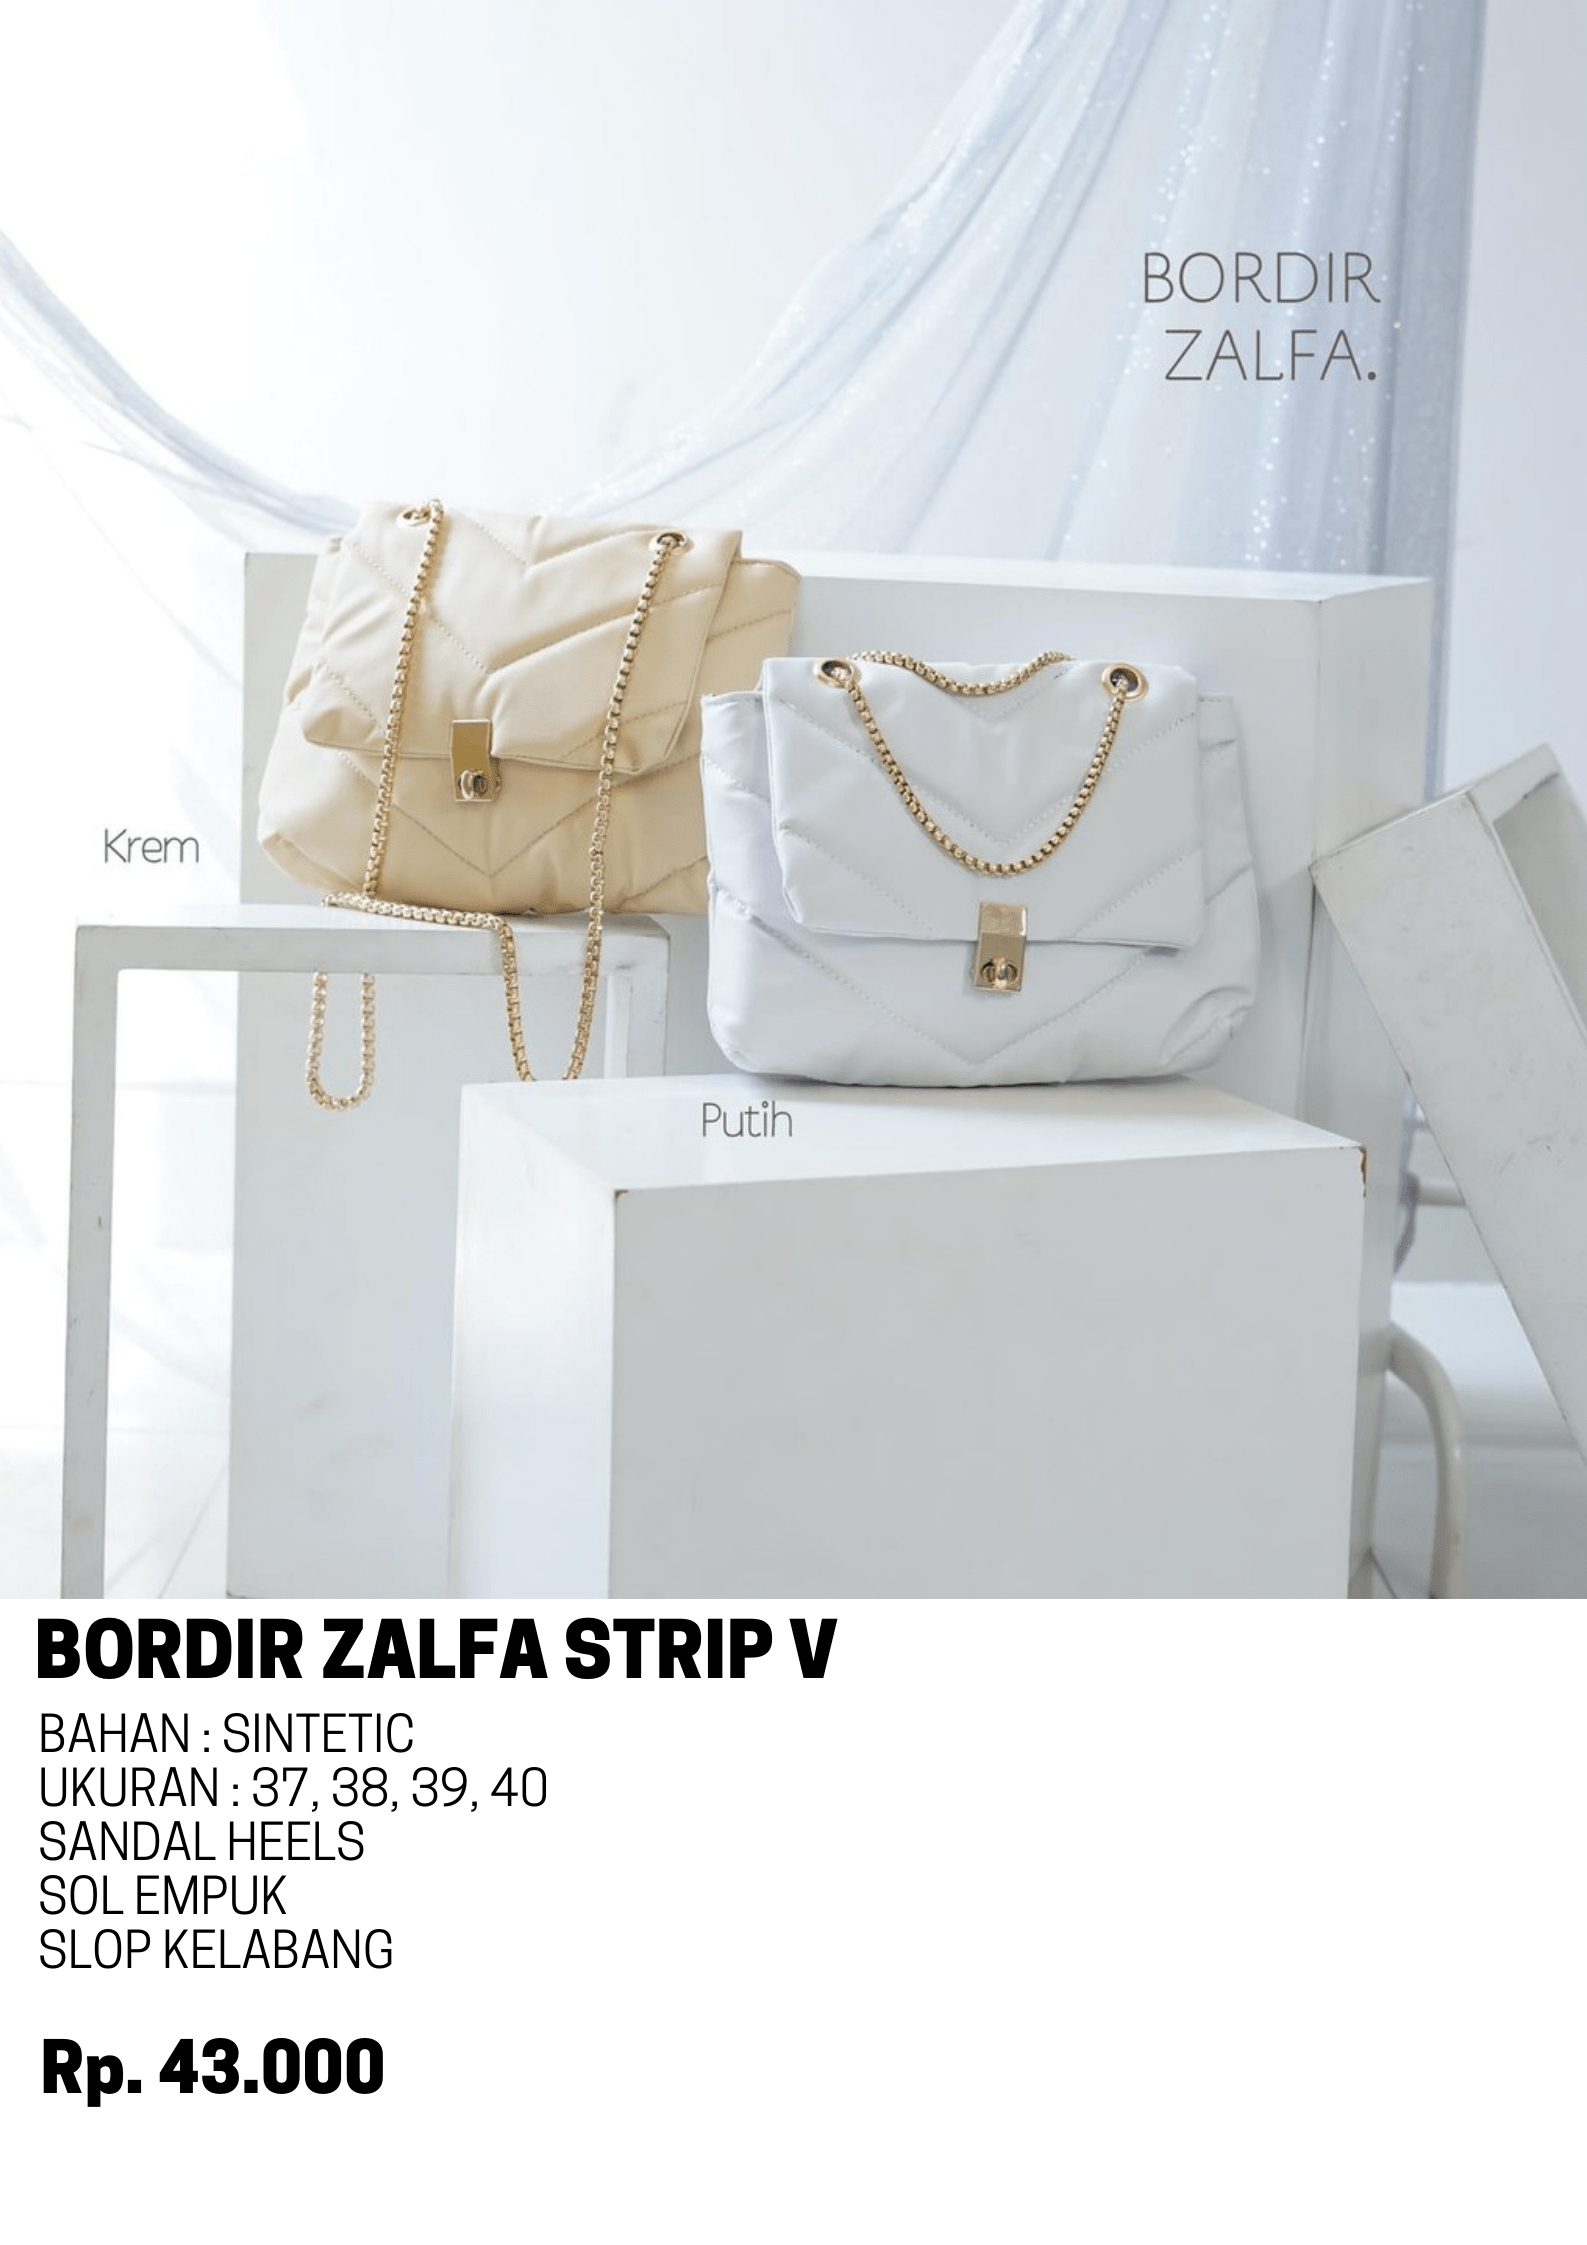 BORDIR
ZALFA.
Krem
Putih
BORDIR ZALFA STRIP V
BAHAN : SINTETIC
UKURAN : 37, 38, 39, 40
SANDAL HEELS
SOL EMPUK
SLOP KELABANG
Rp. 43.000